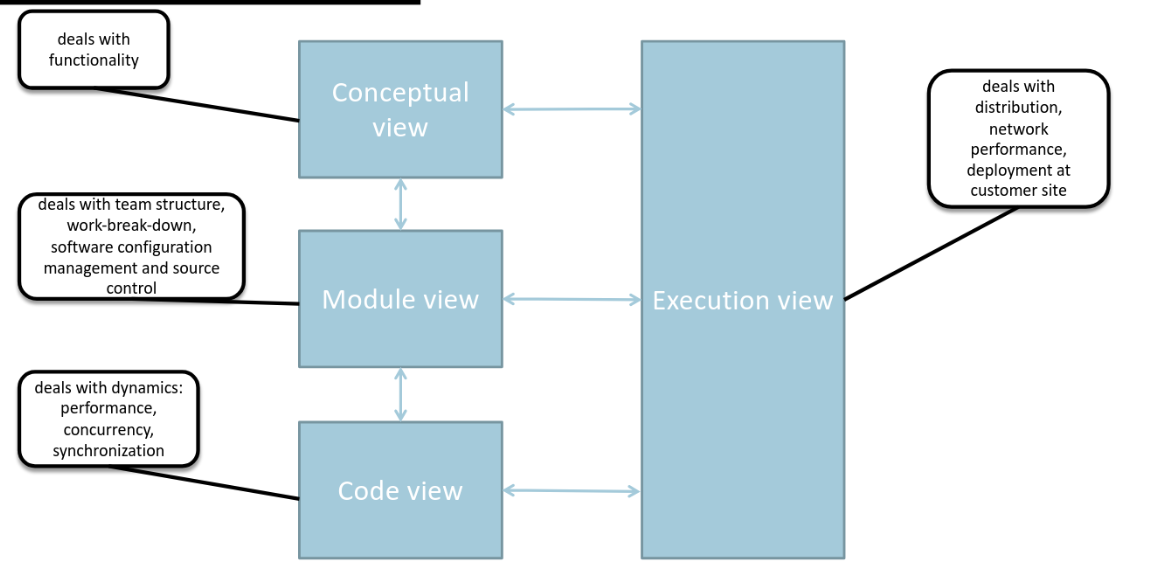 deals with
functionality
Conceptual
view
deals with
distribution,
network
performance,
deployment at
customer site
deals with team structure,
work-break-down,
software configuration
management and source
control
Module view
Execution view
deals with dynamics:
performance,
concurrency,
synchronization
Code view